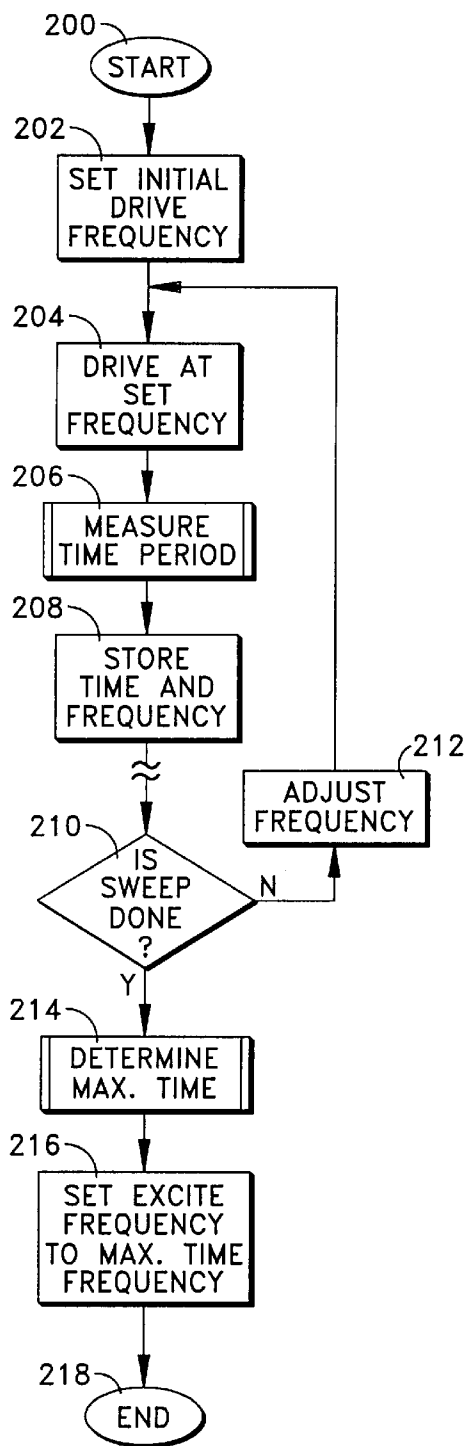 200
START
202
SET INITIAL
DRIVE
FREQUENCY
204
DRIVE AT
SET
FREQUENCY
206
MEASURE
TIME PERIOD
208
STORE
TIME AND
FREQUENCY
212
ADJUST
FREQUENCY
210
IS
SWEEP
DONE
?
N
Y
214
DETERMINE
MAX. TIME
216
SET EXCITE
FREQUENCY
TO MAX. TIME
FREQUENCY
218
END